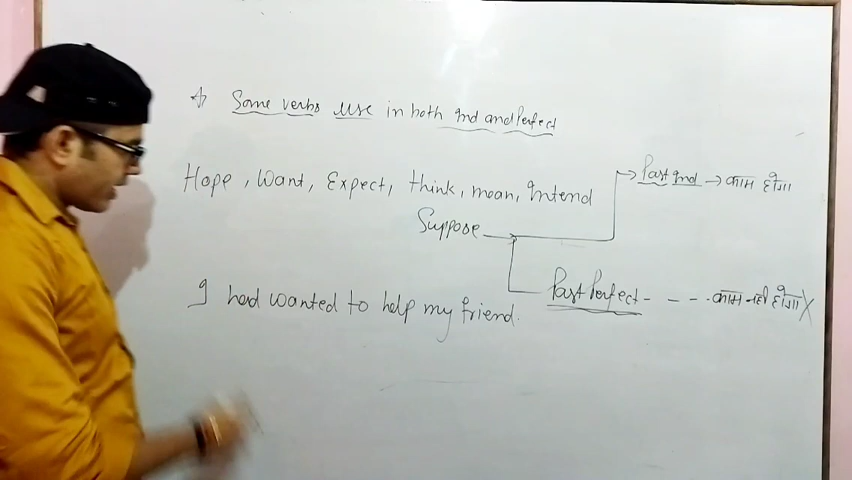 Some verbs use in both Ind and Perfect
Hope, Want, Expect, think, mean, Intend
Suppose
Past Ind → काम होगा
Past Perfect - - - - काम नही होगा X
I had wanted to help my friend.